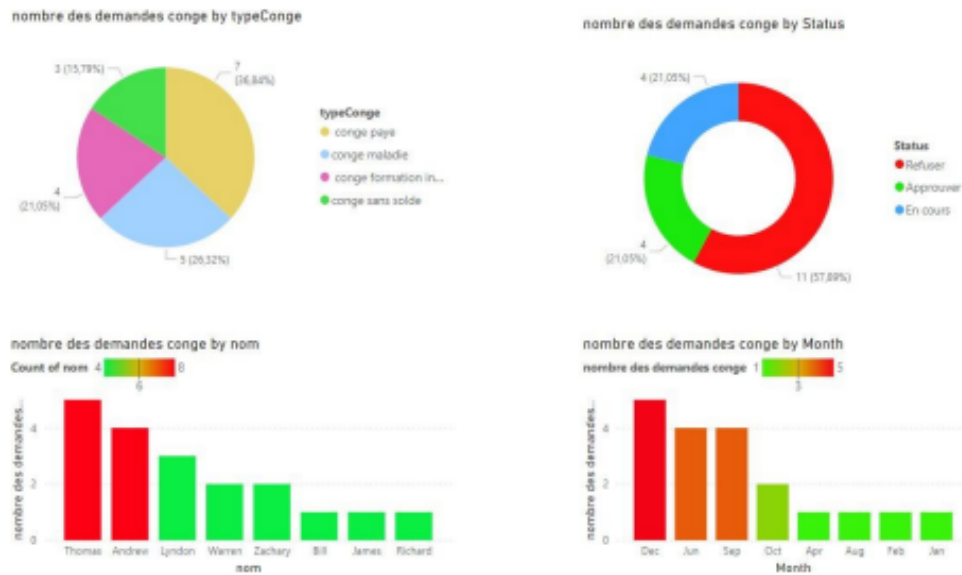 nombre des demandes conge by typeConge
3 (15,79%)
7
(36,84%)
4
(21,05%)
5 (26,32%)
typeConge
conge paye
conge maladie
conge formation in...
conge sans solde
nombre des demandes conge by Status
4 (21,05%)
4
(21,05%)
11 (57,89%)
Status
Refuser
Approuver
En cours
nombre des demandes conge by nom
Count of nom 4 8
6
nombre des demandes...
4
2
0
Thomas Andrew Lyndon Warren Zachary Bill James Richard
nom
nombre des demandes conge by Month
nombre des demandes conge 1 5
3
nombre des demandes...
4
2
0
Dec Jun Sep Oct Apr Aug Feb Jan
Month